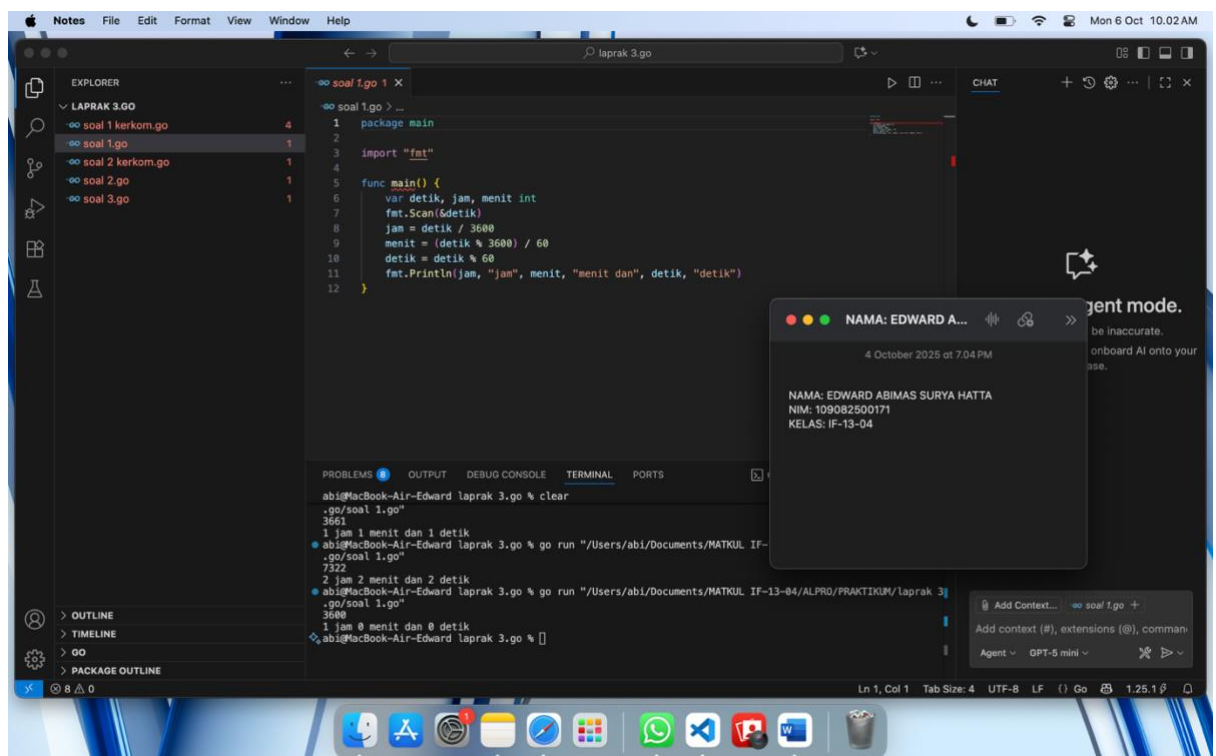 Notes File Edit Format View Window Help
Mon 6 Oct 10.02 AM
laprak 3.go
EXPLORER
LAPRAK 3.GO
soal 1 kerkom.go 4
soal 1.go 1
soal 2 kerkom.go 1
soal 2.go 1
soal 3.go 1
OUTLINE
TIMELINE
GO
PACKAGE OUTLINE
soal 1.go 1
soal 1.go > ...
1 package main
2
3 import "fmt"
4
5 func main() {
6 var detik, jam, menit int
7 fmt.Scan(&detik)
8 jam = detik / 3600
9 menit = (detik % 3600) / 60
10 detik = detik % 60
11 fmt.Println(jam, "jam", menit, "menit dan", detik, "detik")
12 }
PROBLEMS 8 OUTPUT DEBUG CONSOLE TERMINAL PORTS
abi@MacBook-Air-Edward laprak 3.go % clear
.go/soal 1.go"
3661
1 jam 1 menit dan 1 detik
abi@MacBook-Air-Edward laprak 3.go % go run "/Users/abi/Documents/MATKUL IF-
.go/soal 1.go"
7322
2 jam 2 menit dan 2 detik
abi@MacBook-Air-Edward laprak 3.go % go run "/Users/abi/Documents/MATKUL IF-13-04/ALPRO/PRAKTIKUM/laprak 3
.go/soal 1.go"
3600
1 jam 0 menit dan 0 detik
abi@MacBook-Air-Edward laprak 3.go %
CHAT
gent mode.
be inaccurate.
onboard AI onto your
ase.
NAMA: EDWARD A...
4 October 2025 at 7.04 PM
NAMA: EDWARD ABIMAS SURYA HATTA
NIM: 109082500171
KELAS: IF-13-04
Add Context... soal 1.go +
Add context (#), extensions (@), comman
Agent GPT-5 mini
8 0
Ln 1, Col 1 Tab Size: 4 UTF-8 LF {} Go 1.25.1
1